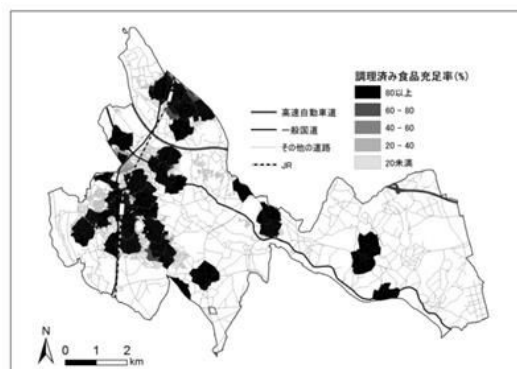 調理済み食品充足率(%)
80以上
60 - 80
40 - 60
20 - 40
20未満
高速自動車道
一般国道
その他の道路
JR
N
0 1 2
km